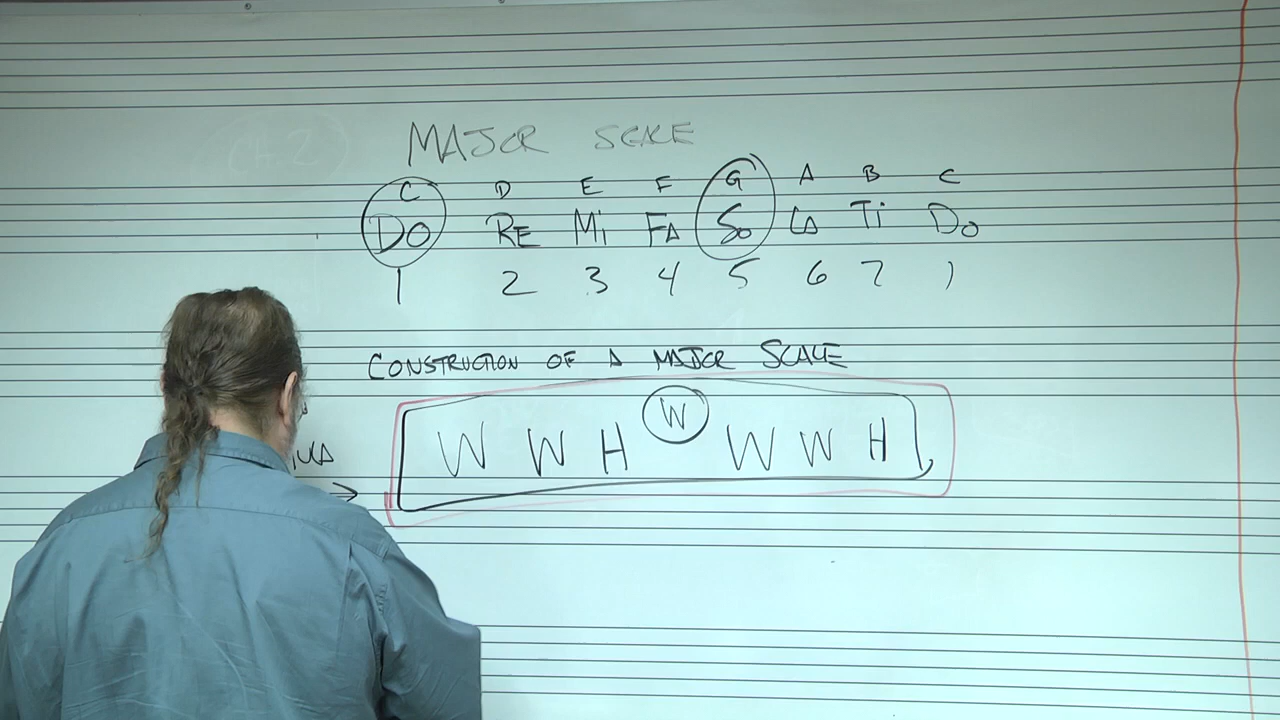 MAJOR SCALE
C D E F G A B C
DO RE Mi FA So LA Ti Do
1 2 3 4 5 6 7 1
CONSTRUCTION OF A MAJOR SCALE
W W H W W W H